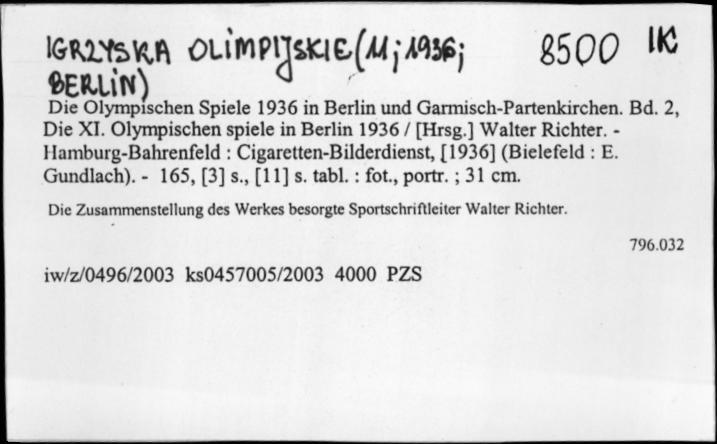 IGRZYSKA OLIMPIJSKIE (11; 1936; 8500 IK
BERLIN)
Die Olympischen Spiele 1936 in Berlin und Garmisch-Partenkirchen. Bd. 2,
Die XI. Olympischen spiele in Berlin 1936 / [Hrsg.] Walter Richter. -
Hamburg-Bahrenfeld : Cigaretten-Bilderdienst, [1936] (Bielefeld : E.
Gundlach). - 165, [3] s., [11] s. tabl. : fot., portr. ; 31 cm.
Die Zusammenstellung des Werkes besorgte Sportschriftleiter Walter Richter.
796.032
iw/z/0496/2003 ks0457005/2003 4000 PZS